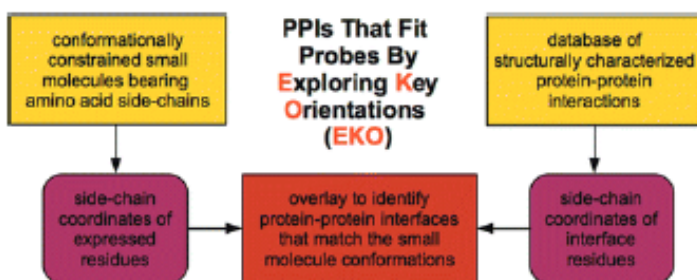 conformationally
constrained small
molecules bearing
amino acid side-chains
PPIs That Fit
Probes By
Exploring Key
Orientations
(EKO)
database of
structurally characterized
protein-protein
interactions
side-chain
coordinates of
expressed
residues
overlay to identify
protein-protein interfaces
that match the small
molecule conformations
side-chain
coordinates of
interface
residues